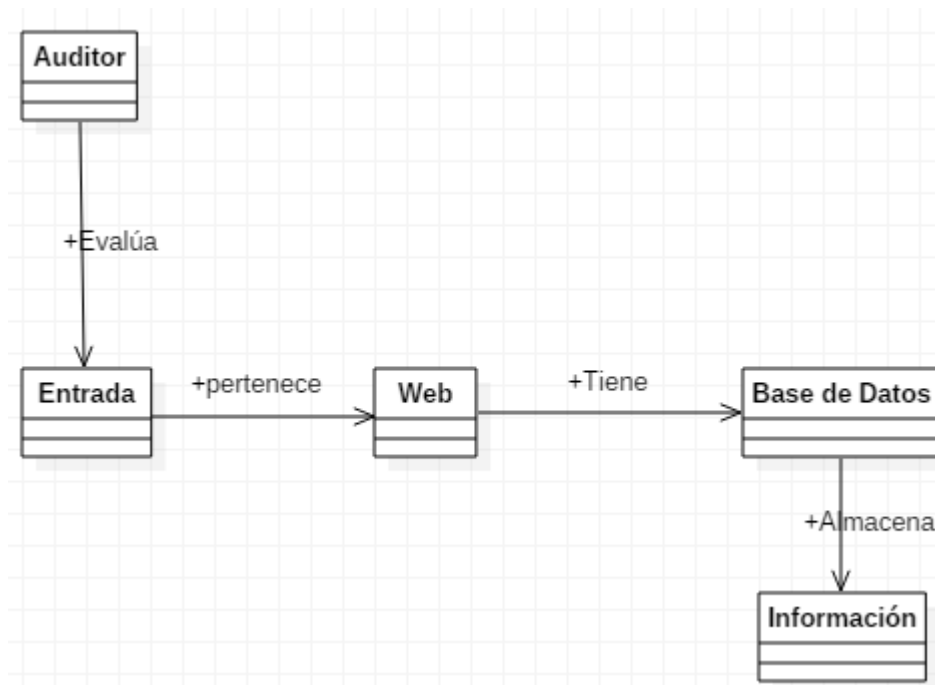 Auditor
+Evalúa
Entrada
+pertenece
Web
+Tiene
Base de Datos
+Almacena
Información